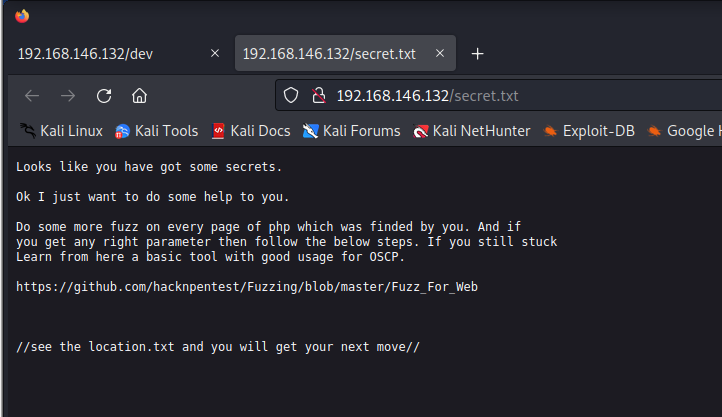 192.168.146.132/dev × 192.168.146.132/secret.txt × +
192.168.146.132/secret.txt
Kali Linux Kali Tools Kali Docs Kali Forums Kali NetHunter Exploit-DB Google
Looks like you have got some secrets.
Ok I just want to do some help to you.
Do some more fuzz on every page of php which was finded by you. And if
you get any right parameter then follow the below steps. If you still stuck
Learn from here a basic tool with good usage for OSCP.
https://github.com/hacknpentest/Fuzzing/blob/master/Fuzz_For_Web
//see the location.txt and you will get your next move//